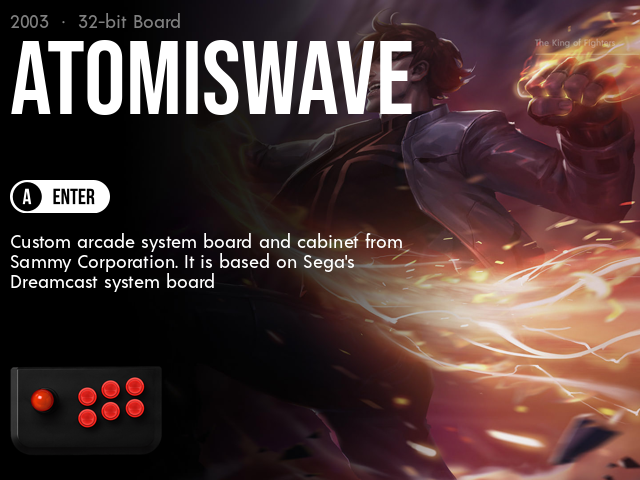 2003 · 32-bit Board
The King of Fighters
ATOMISWAVE
A ENTER
Custom arcade system board and cabinet from
Sammy Corporation. It is based on Sega's
Dreamcast system board